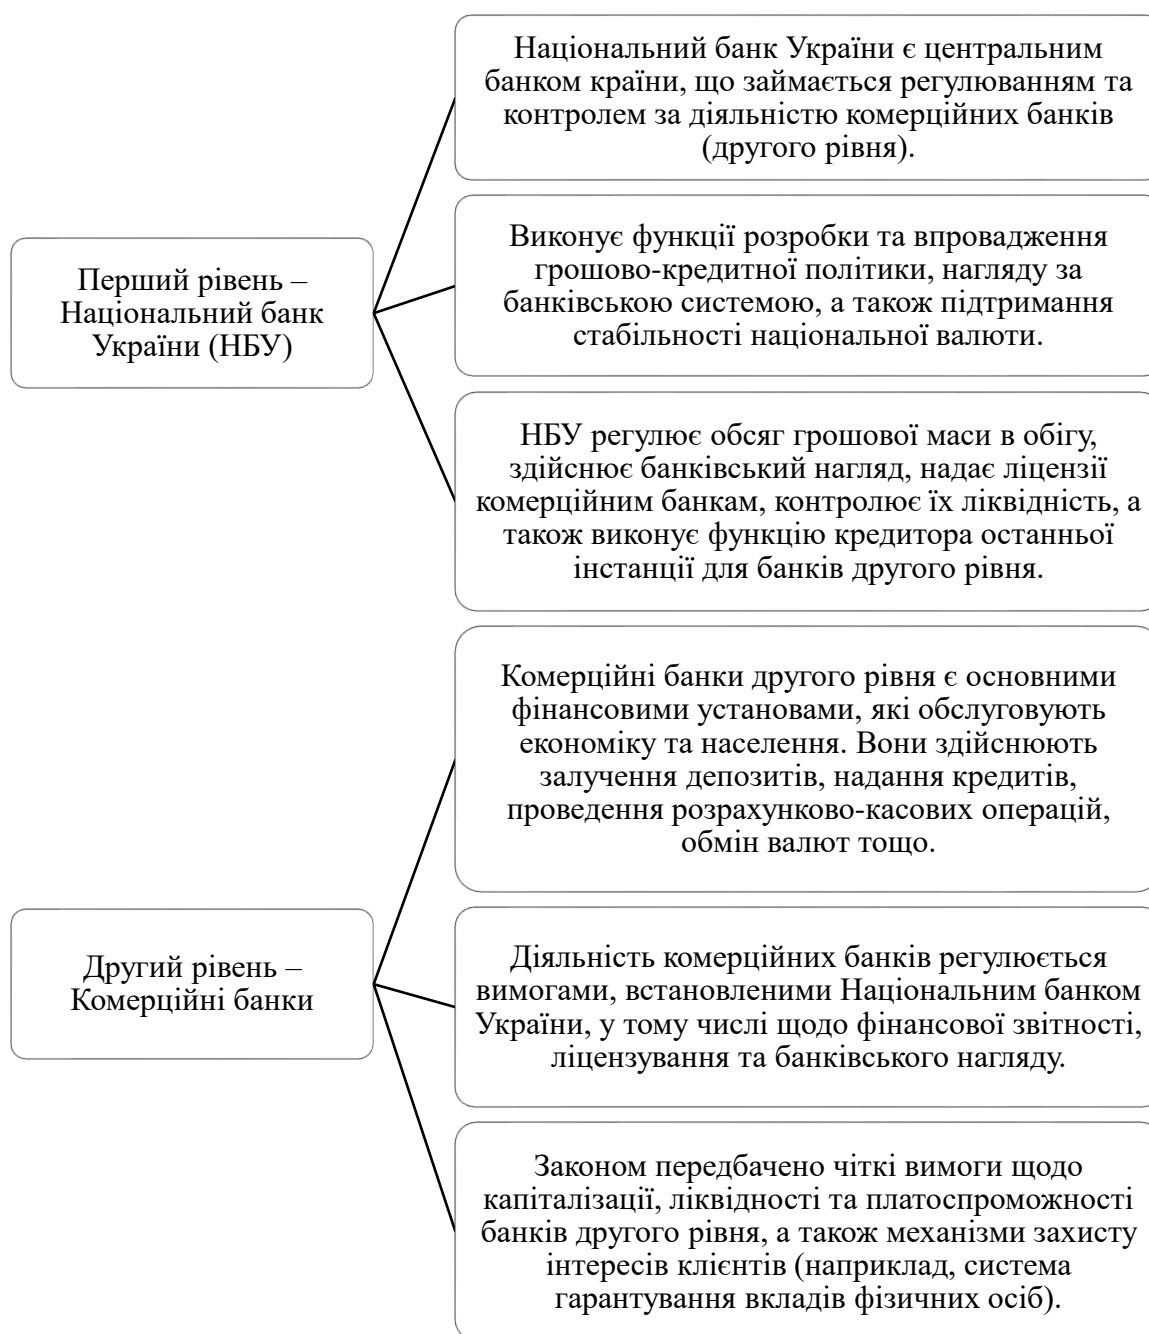 Національний банк України є центральним
банком країни, що займається регулюванням та
контролем за діяльністю комерційних банків
(другого рівня).
Перший рівень –
Національний банк
України (НБУ)
Виконує функції розробки та впровадження
грошово-кредитної політики, нагляду за
банківською системою, а також підтримання
стабільності національної валюти.
НБУ регулює обсяг грошової маси в обігу,
здійснює банківський нагляд, надає ліцензії
комерційним банкам, контролює їх ліквідність, а
також виконує функцію кредитора останньої
інстанції для банків другого рівня.
Комерційні банки другого рівня є основними
фінансовими установами, які обслуговують
економіку та населення. Вони здійснюють
залучення депозитів, надання кредитів,
проведення розрахунково-касових операцій,
обмін валют тощо.
Другий рівень –
Комерційні банки
Діяльність комерційних банків регулюється
вимогами, встановленими Національним банком
України, у тому числі щодо фінансової звітності,
ліцензування та банківського нагляду.
Законом передбачено чіткі вимоги щодо
капіталізації, ліквідності та платоспроможності
банків другого рівня, а також механізми захисту
інтересів клієнтів (наприклад, система
гарантування вкладів фізичних осіб).